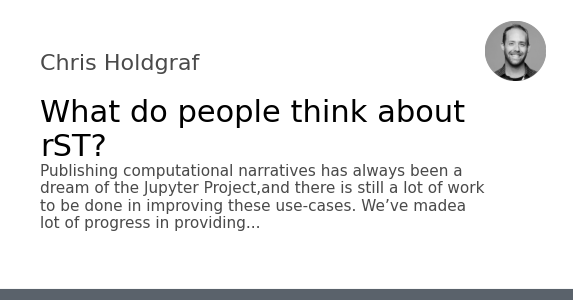 Chris Holdgraf
What do people think about
rST?
Publishing computational narratives has always been a
dream of the Jupyter Project,and there is still a lot of work
to be done in improving these use-cases. We’ve madea
lot of progress in providing...